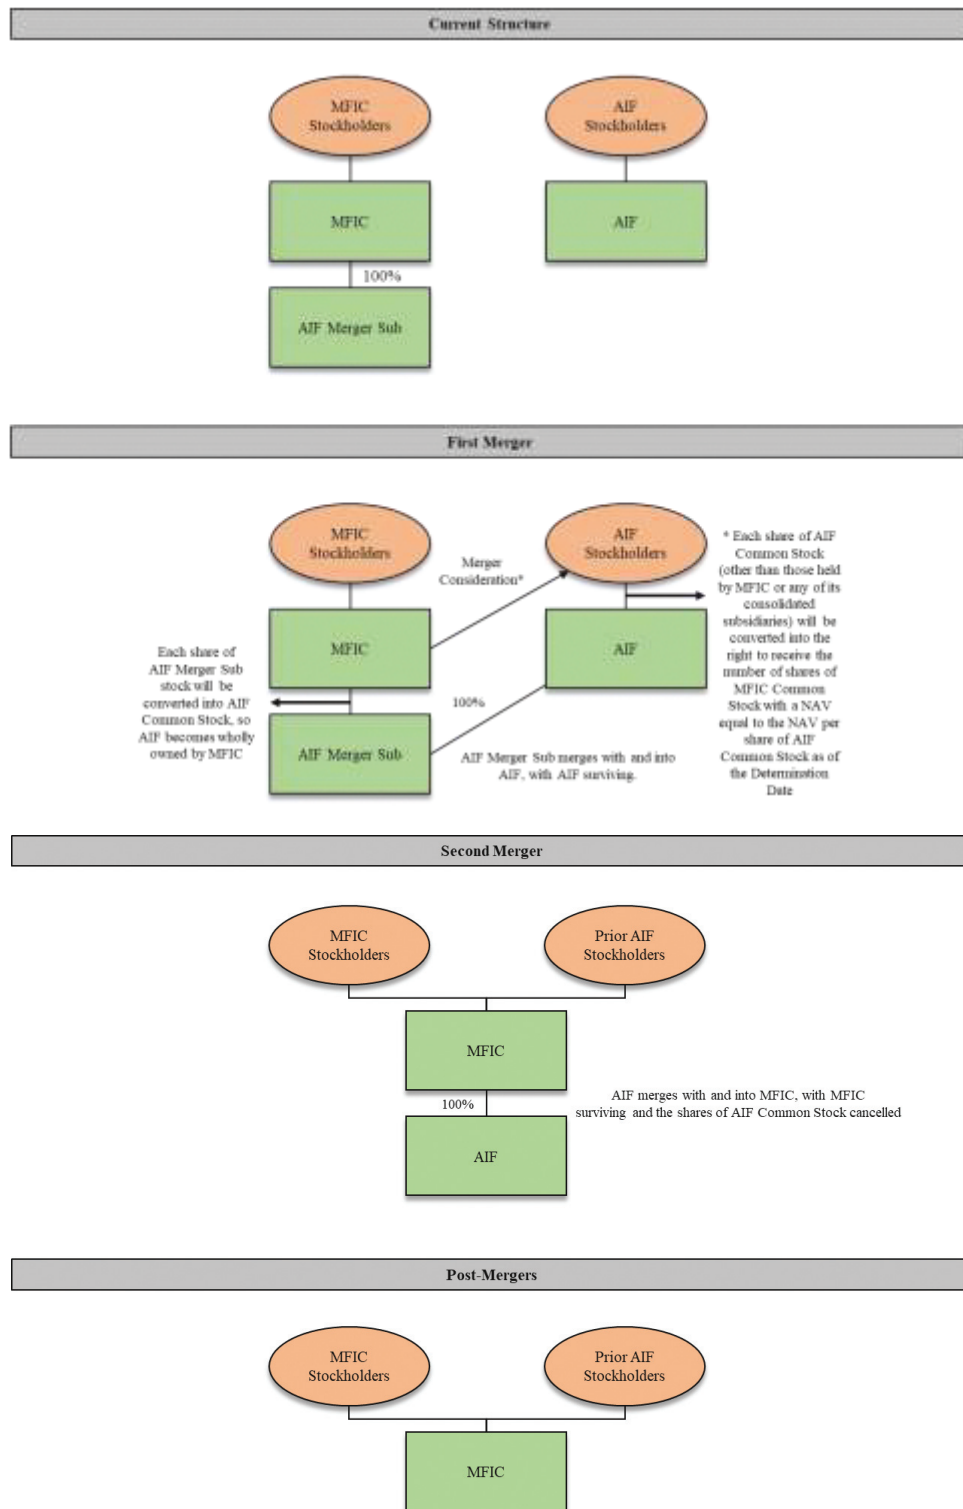 Current Structure
MFIC
Stockholders
AIF
Stockholders
MFIC
AIF
100%
AIF Merger Sub
First Merger
MFIC
Stockholders
AIF
Stockholders
Merger
Consideration*
* Each share of AIF
Common Stock
(other than those held
by MFIC or any of its
consolidated
subsidiaries) will be
converted into the
right to receive the
number of shares of
MFIC Common
Stock with a NAV
equal to the NAV per
share of AIF
Common Stock as of
the Determination
Date
MFIC
AIF
Each share of
AIF Merger Sub
stock will be
converted into AIF
Common Stock, so
AIF becomes wholly
owned by MFIC
100%
AIF Merger Sub
AIF Merger Sub merges with and into
AIF, with AIF surviving.
Second Merger
MFIC
Stockholders
Prior AIF
Stockholders
MFIC
100%
AIF merges with and into MFIC, with MFIC
surviving and the shares of AIF Common Stock cancelled
AIF
Post-Mergers
MFIC
Stockholders
Prior AIF
Stockholders
MFIC